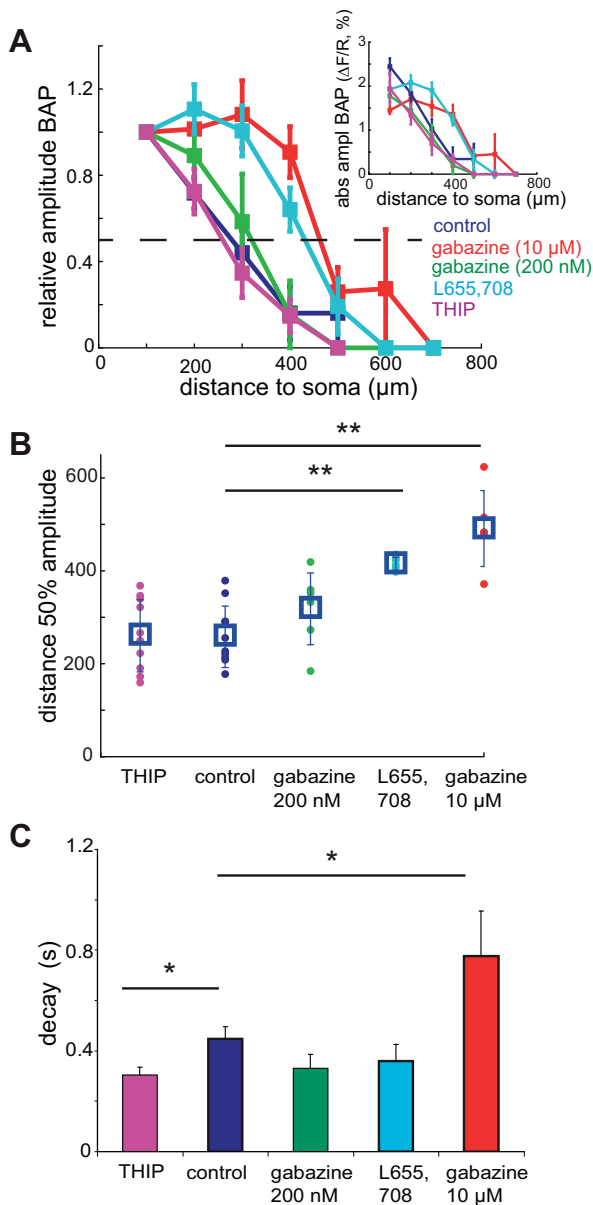 A
relative amplitude BAP
1.2
0.8
0.4
0
200
400
600
800
distance to soma (µm)
abs ampl BAP (ΔF/R, %)
3
2
1
0
0
400
800
distance to soma (µm)
control
gabazine (10 µM)
gabazine (200 nM)
L655,708
THIP
B
distance 50% amplitude
600
400
200
0
**
**
THIP
control
gabazine
200 nM
L655,
708
gabazine
10 µM
C
decay (s)
1.2
0.8
0.4
0
*
*
THIP
control
gabazine
200 nM
L655,
708
gabazine
10 µM